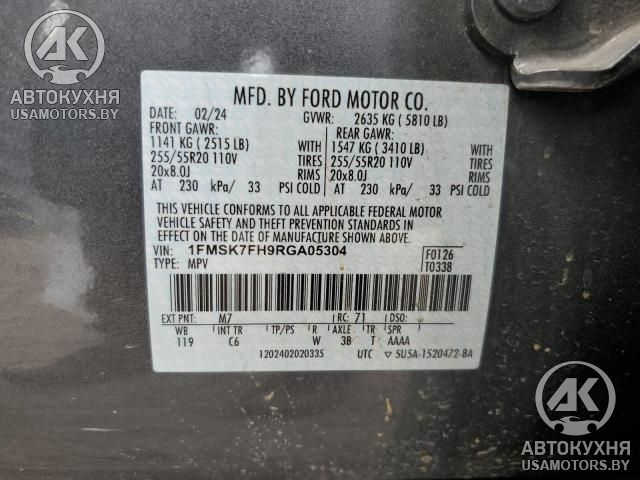 AK
АВТОКУХНЯ
USAMOTORS.BY
MFD. BY FORD MOTOR CO.
DATE: 02/24 GVWR: 2635 KG ( 5810 LB)
FRONT GAWR: REAR GAWR:
1141 KG ( 2515 LB) 1547 KG ( 3410 LB)
255/55R20 110V TIRES 255/55R20 110V TIRES
20x8.0J RIMS 20x8.0J RIMS
AT 230 kPa/ 33 PSI COLD AT 230 kPa/ 33 PSI COLD
THIS VEHICLE CONFORMS TO ALL APPLICABLE FEDERAL MOTOR
VEHICLE SAFETY AND THEFT PREVENTION STANDARDS IN
EFFECT ON THE DATE OF MANUFACTURE SHOWN ABOVE.
VIN: 1FMSK7FH9RGA05304 F0126
TYPE: MPV T0338
EXT PNT: M7 RC: 71 DSO:
WB INT TR TP/PS R AXLE TR SPR
119 C6 W 3B T AAAA
1202402020335 UTC ▽ 5U5A-1520472-BA
AK
АВТОКУХНЯ
USAMOTORS.BY